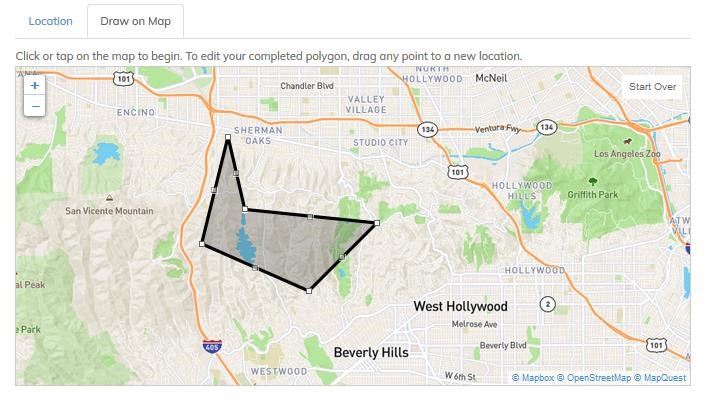 Location
Draw on Map
Click or tap on the map to begin. To edit your completed polygon, drag any point to a new location.
+
−
Start Over
101
ENCINO
Chandler Blvd
NORTH
HOLLYWOOD
McNeil
VALLEY
VILLAGE
SHERMAN
OAKS
STUDIO CITY
134
Ventura Fwy
134
Los Angeles Zoo
101
HOLLYWOOD
HILLS
Griffith Park
San Vicente Mountain
ATW
VIL
al Peak
HOLLYWOOD
West Hollywood
2
Melrose Ave
e Park
405
Beverly Hills
Beverly Blvd
101
WESTWOOD
W 6th St
© Mapbox © OpenStreetMap © MapQuest